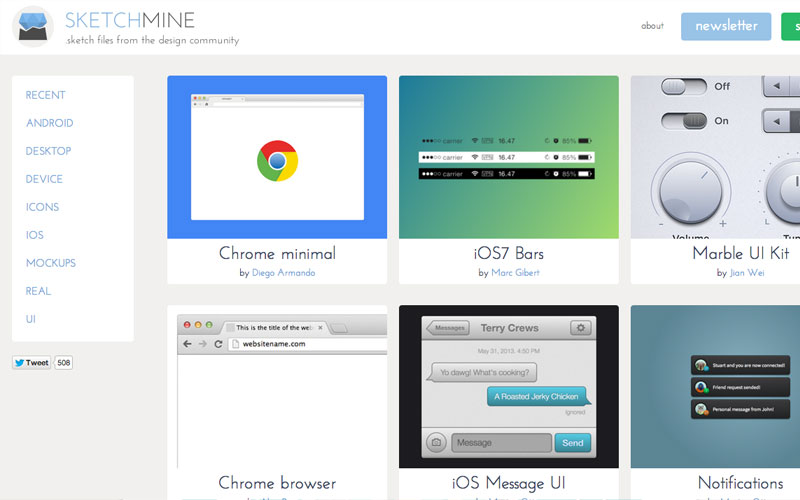 SKETCHMINE
.sketch files from the design community
about
newsletter
RECENT
ANDROID
DESKTOP
DEVICE
ICONS
IOS
MOCKUPS
REAL
UI
Tweet 508
Chrome minimal
by Diego Armando
carrier VPN 16.47 85%
carrier VPN 16.47 85%
carrier VPN 16.47 85%
iOS7 Bars
by Marc Gibert
Off
On
Volume
Marble UI Kit
by Jian Wei
This is the title of the web
websitename.com
Chrome browser
Messages
Terry Crews
May 31, 2013, 4:50 PM
Yo dawg! What's cooking?
A Roasted Jerky Chicken
Ignored
Message
Send
iOS Message UI
Stuart and you are now connected!
Friend request sended!
Personal message from John!
Notifications